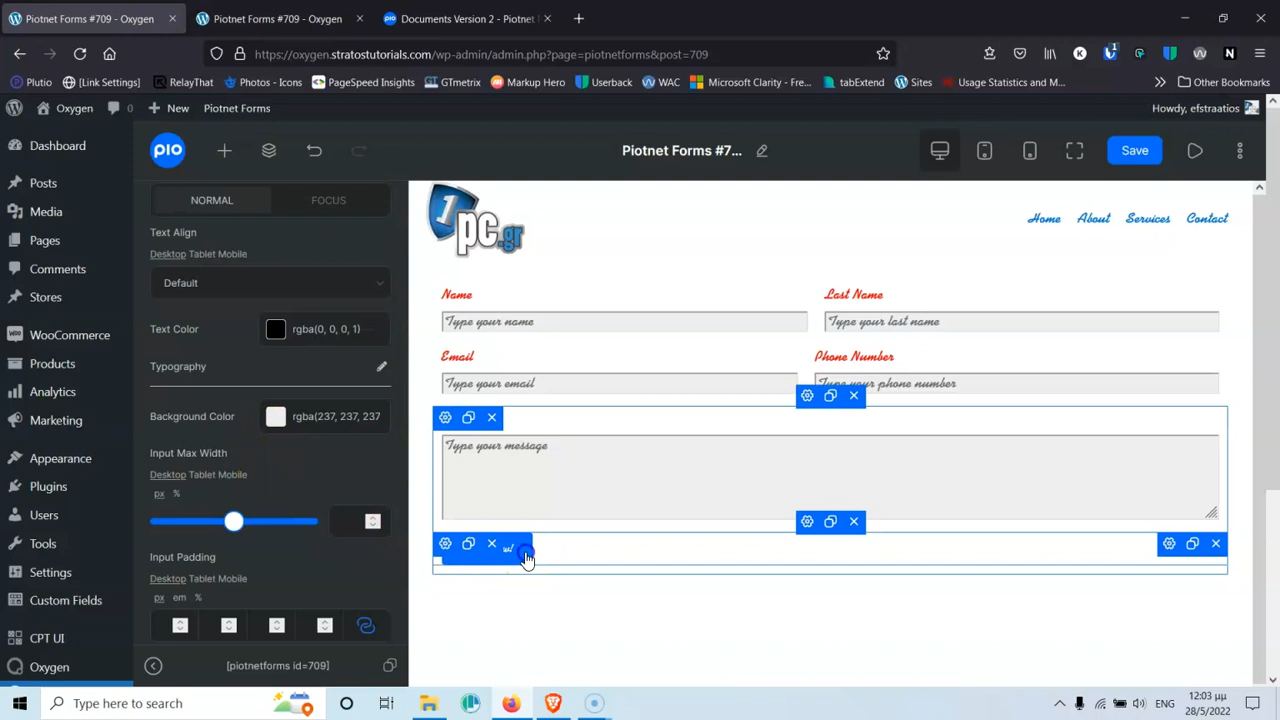 Piotnet Forms #709 - Oxygen
Piotnet Forms #709 - Oxygen
Documents Version 2 - Piotnet
https://oxygen.stratostutorials.com/wp-admin/admin.php?page=piotnetforms&post=709
Plutio
[Link Settings]
RelayThat
Photos - Icons
PageSpeed Insights
GTmetrix
Markup Hero
Userback
WAC
Microsoft Clarity - Free...
tabExtend
Sites
Usage Statistics and M...
Other Bookmarks
Oxygen
0
New
Piotnet Forms
Howdy, efstraatios
Dashboard
Posts
Media
Pages
Comments
Stores
WooCommerce
Products
Analytics
Marketing
Appearance
Plugins
Users
Tools
Settings
Custom Fields
CPT UI
Oxygen
pio
Piotnet Forms #7...
Save
NORMAL
FOCUS
Text Align
Desktop Tablet Mobile
Default
Text Color
rgba(0, 0, 0, 1)
Typography
Background Color
rgba(237, 237, 237
Input Max Width
Desktop Tablet Mobile
px %
Input Padding
Desktop Tablet Mobile
px em %
[piotnetforms id=709]
1pc.gr
Home
About
Services
Contact
Name
Last Name
Type your name
Type your last name
Email
Phone Number
Type your email
Type your phone number
Type your message
Type here to search
ENG
12:03 μμ
28/5/2022